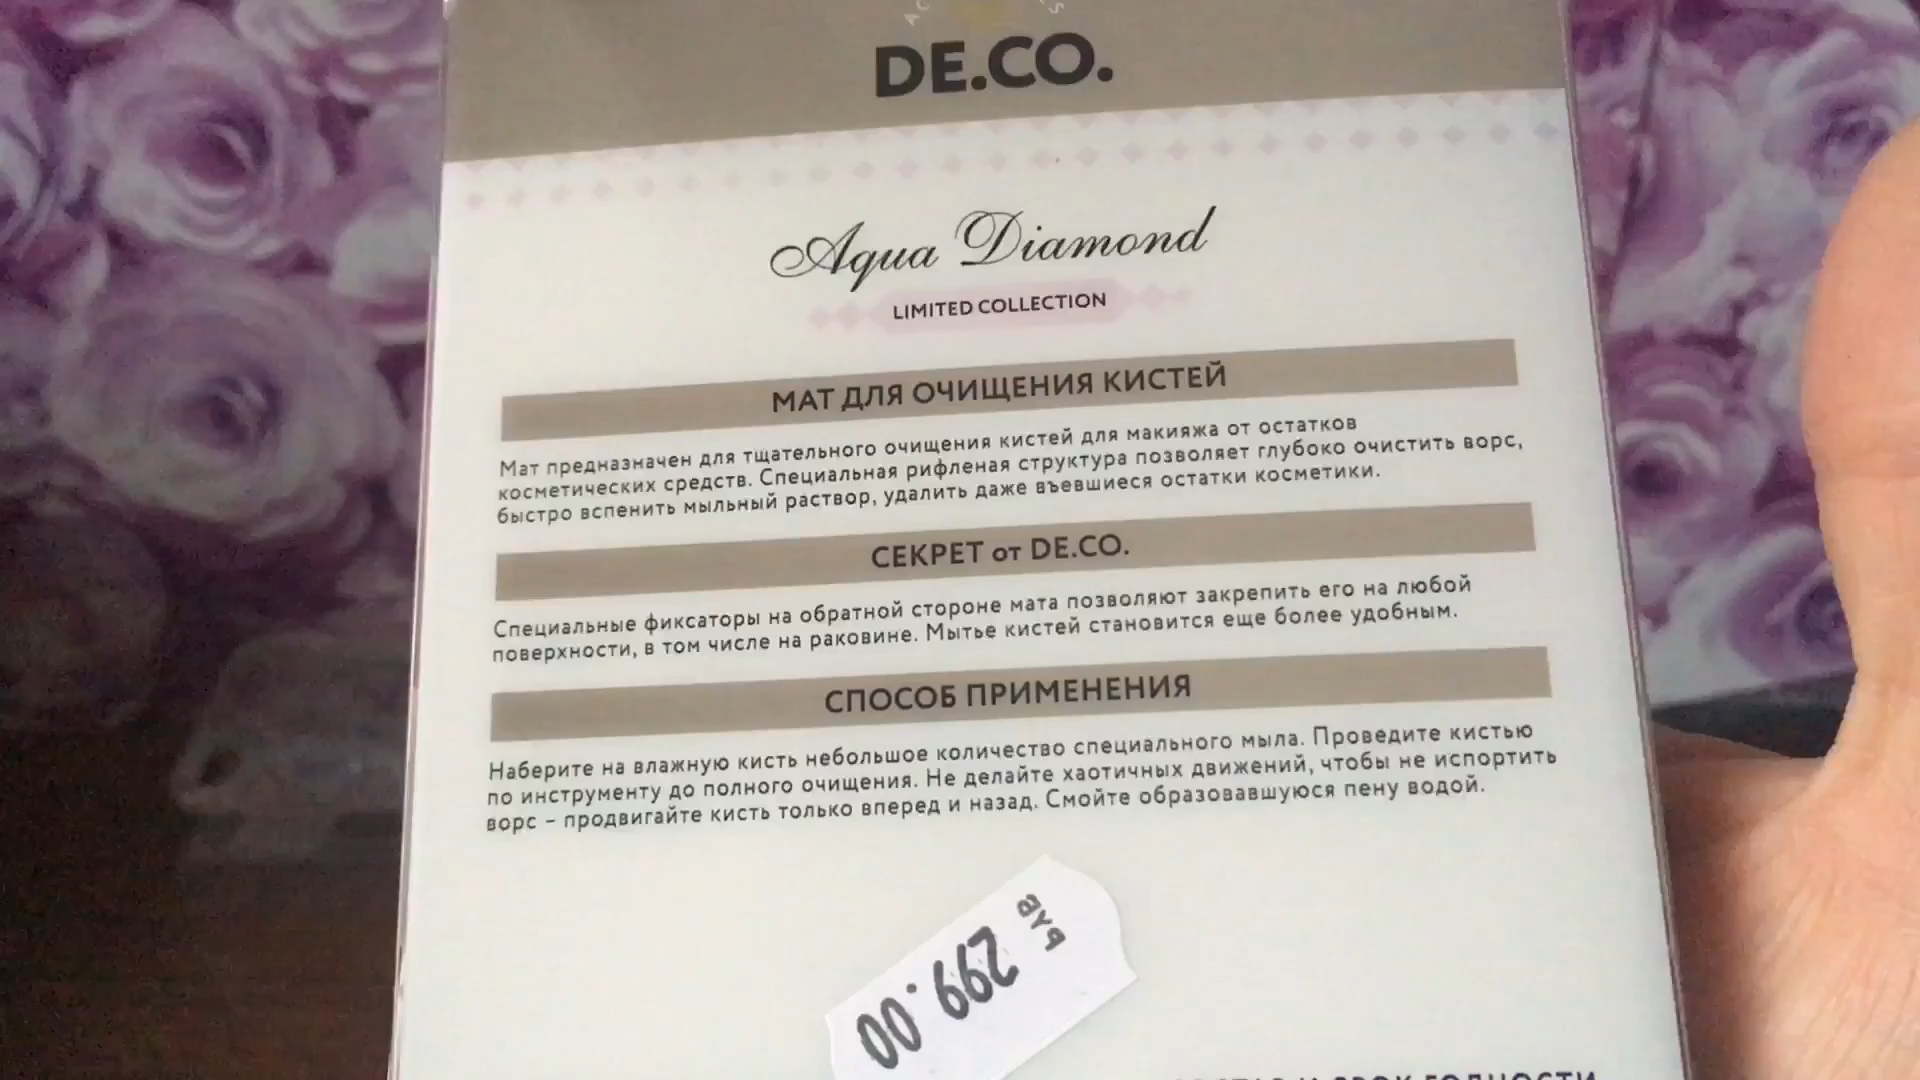 DE.CO.
Aqua Diamond
LIMITED COLLECTION
МАТ ДЛЯ ОЧИЩЕНИЯ КИСТЕЙ
Мат предназначен для тщательного очищения кистей для макияжа от остатков
косметических средств. Специальная рифленая структура позволяет глубоко очистить ворс,
быстро вспенить мыльный раствор, удалить даже въевшиеся остатки косметики.
СЕКРЕТ от DE.CO.
Специальные фиксаторы на обратной стороне мата позволяют закрепить его на любой
поверхности, в том числе на раковине. Мытье кистей становится еще более удобным.
СПОСОБ ПРИМЕНЕНИЯ
Наберите на влажную кисть небольшое количество специального мыла. Проведите кистью
по инструменту до полного очищения. Не делайте хаотичных движений, чтобы не испортить
ворс – продвигайте кисть только вперед и назад. Смойте образовавшуюся пену водой.
руб
299.00